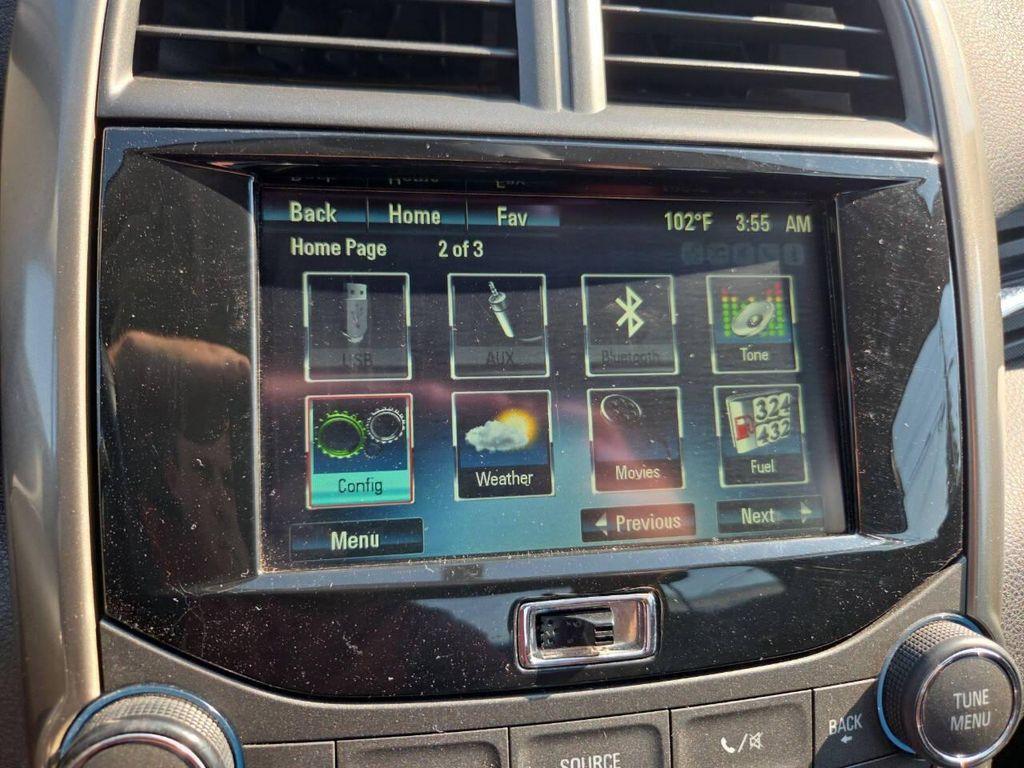 Back Home Fav 102°F 3:55 AM
Home Page 2 of 3
USB AUX Bluetooth Tone
324
432
Config Weather Movies Fuel
Menu Previous Next
TUNE
MENU
BACK
SOURCE